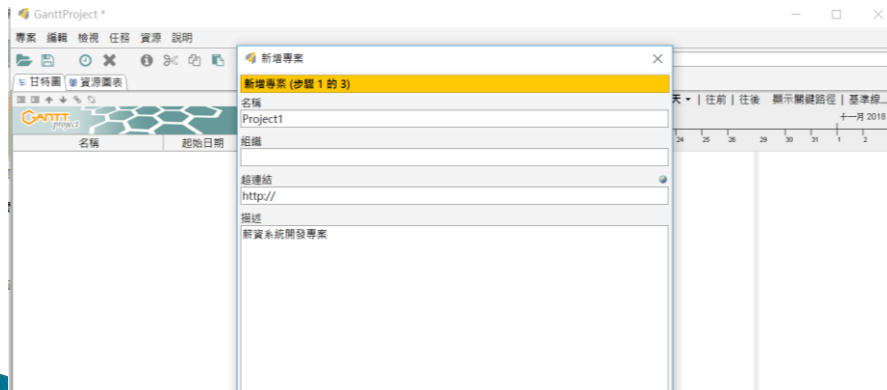 GanttProject *
專案 編輯 檢視 任務 資源 說明
甘特圖 資源圖表
GANTT project
名稱 起始日期
新增專案
新增專案 (步驟 1 的 3)
名稱
Project1
組織
超連結
http://
描述
薪資系統開發專案
天 | 往前 | 往後 顯示關鍵路徑 | 基準線...
十一月 2018
24 25 26 29 30 31 1 2